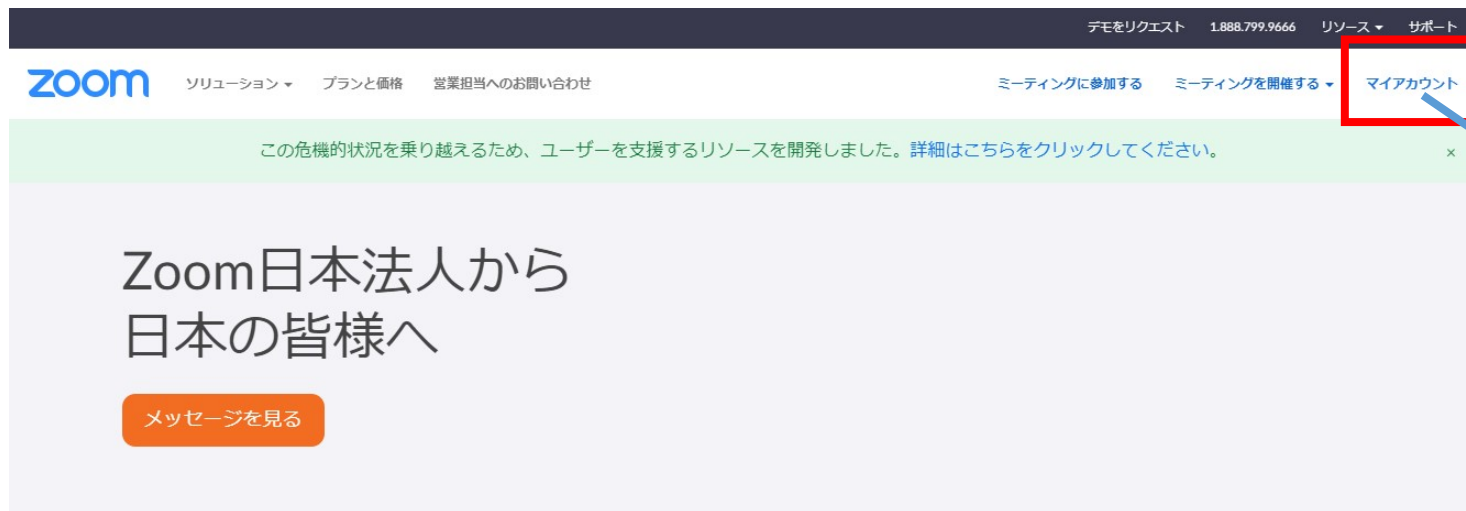 デモをリクエスト 1.888.799.9666 リソース サポート
zoom ソリューション プランと価格 営業担当へのお問い合わせ ミーティングに参加する ミーティングを開催する マイアカウント
この危機的状況を乗り越えるため、ユーザーを支援するリソースを開発しました。詳細はこちらをクリックしてください。 ×
Zoom日本法人から
日本の皆様へ
メッセージを見る